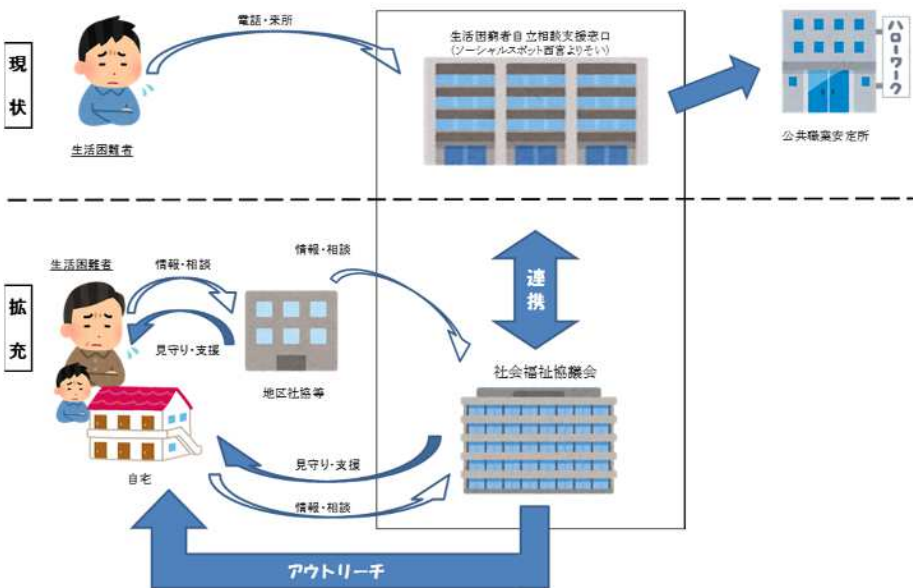 現状
電話・来所
生活困難者
生活困窮者自立相談支援窓口
(ソーシャルスポット西宮よりそい)
ハローワーク
公共職業安定所
拡充
生活困難者
情報・相談
見守り・支援
地区社協等
情報・相談
連携
社会福祉協議会
自宅
見守り・支援
情報・相談
アウトリーチ